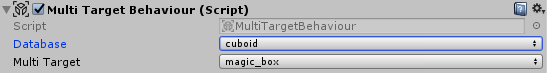 Multi Target Behaviour (Script)
Script MultiTargetBehaviour
Database cuboid
Multi Target magic_box